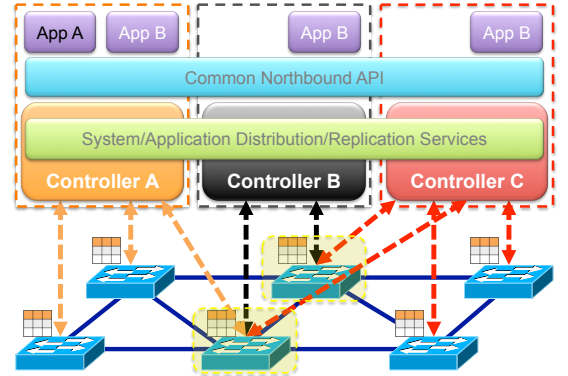 App A App B App B App B
Common Northbound API
System/Application Distribution/Replication Services
Controller A Controller B Controller C